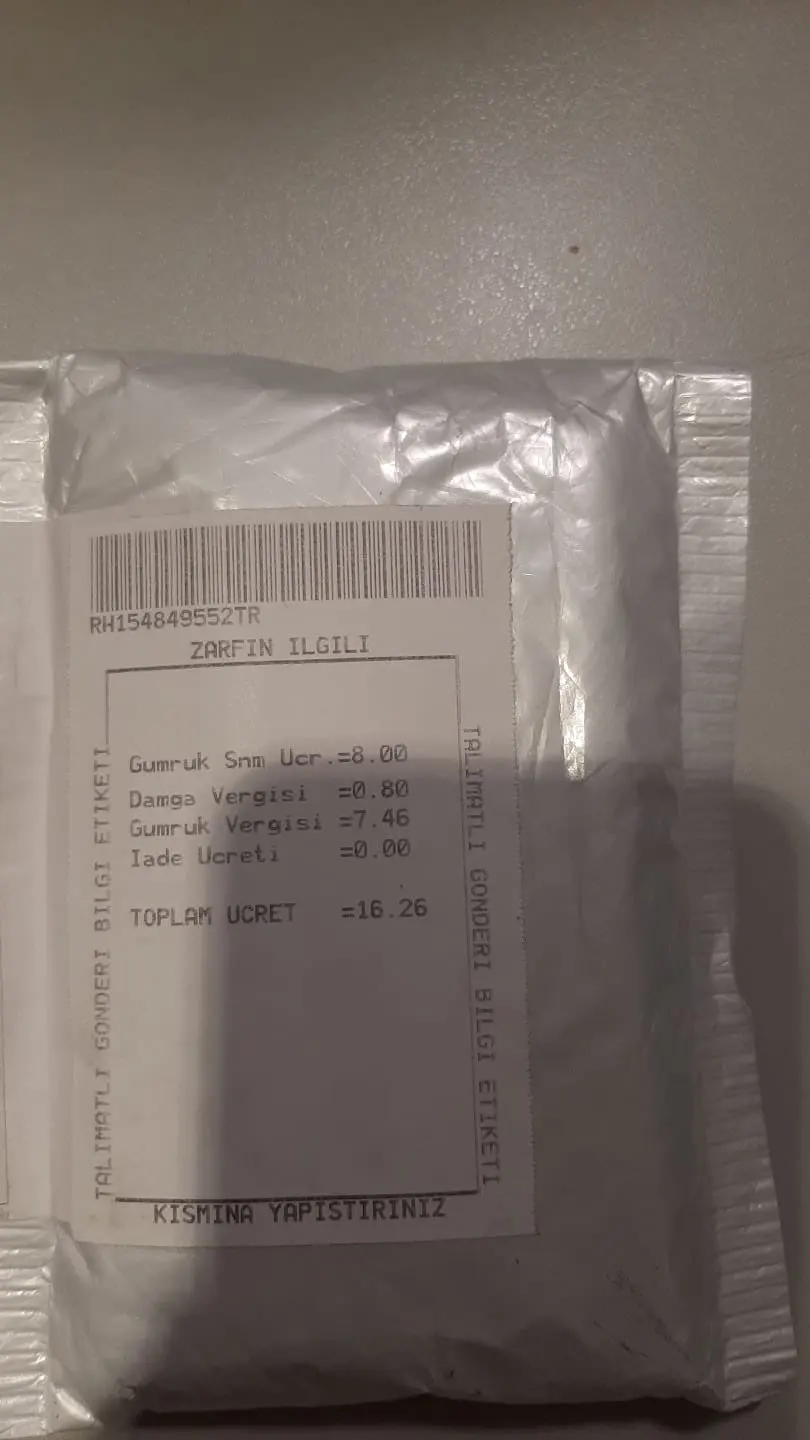 RH154849552TR
ZARFIN ILGILI
TALIMATLI GONDERI BILGI ETIKETI
Gumruk Snm Ucr.=8.00
Damga Vergisi =0.80
Gumruk Vergisi =7.46
Iade Ucreti =0.00
TOPLAM UCRET =16.26
TALIMATLI GONDERI BILGI ETIKETI
KISMINA YAPISTIRINIZ